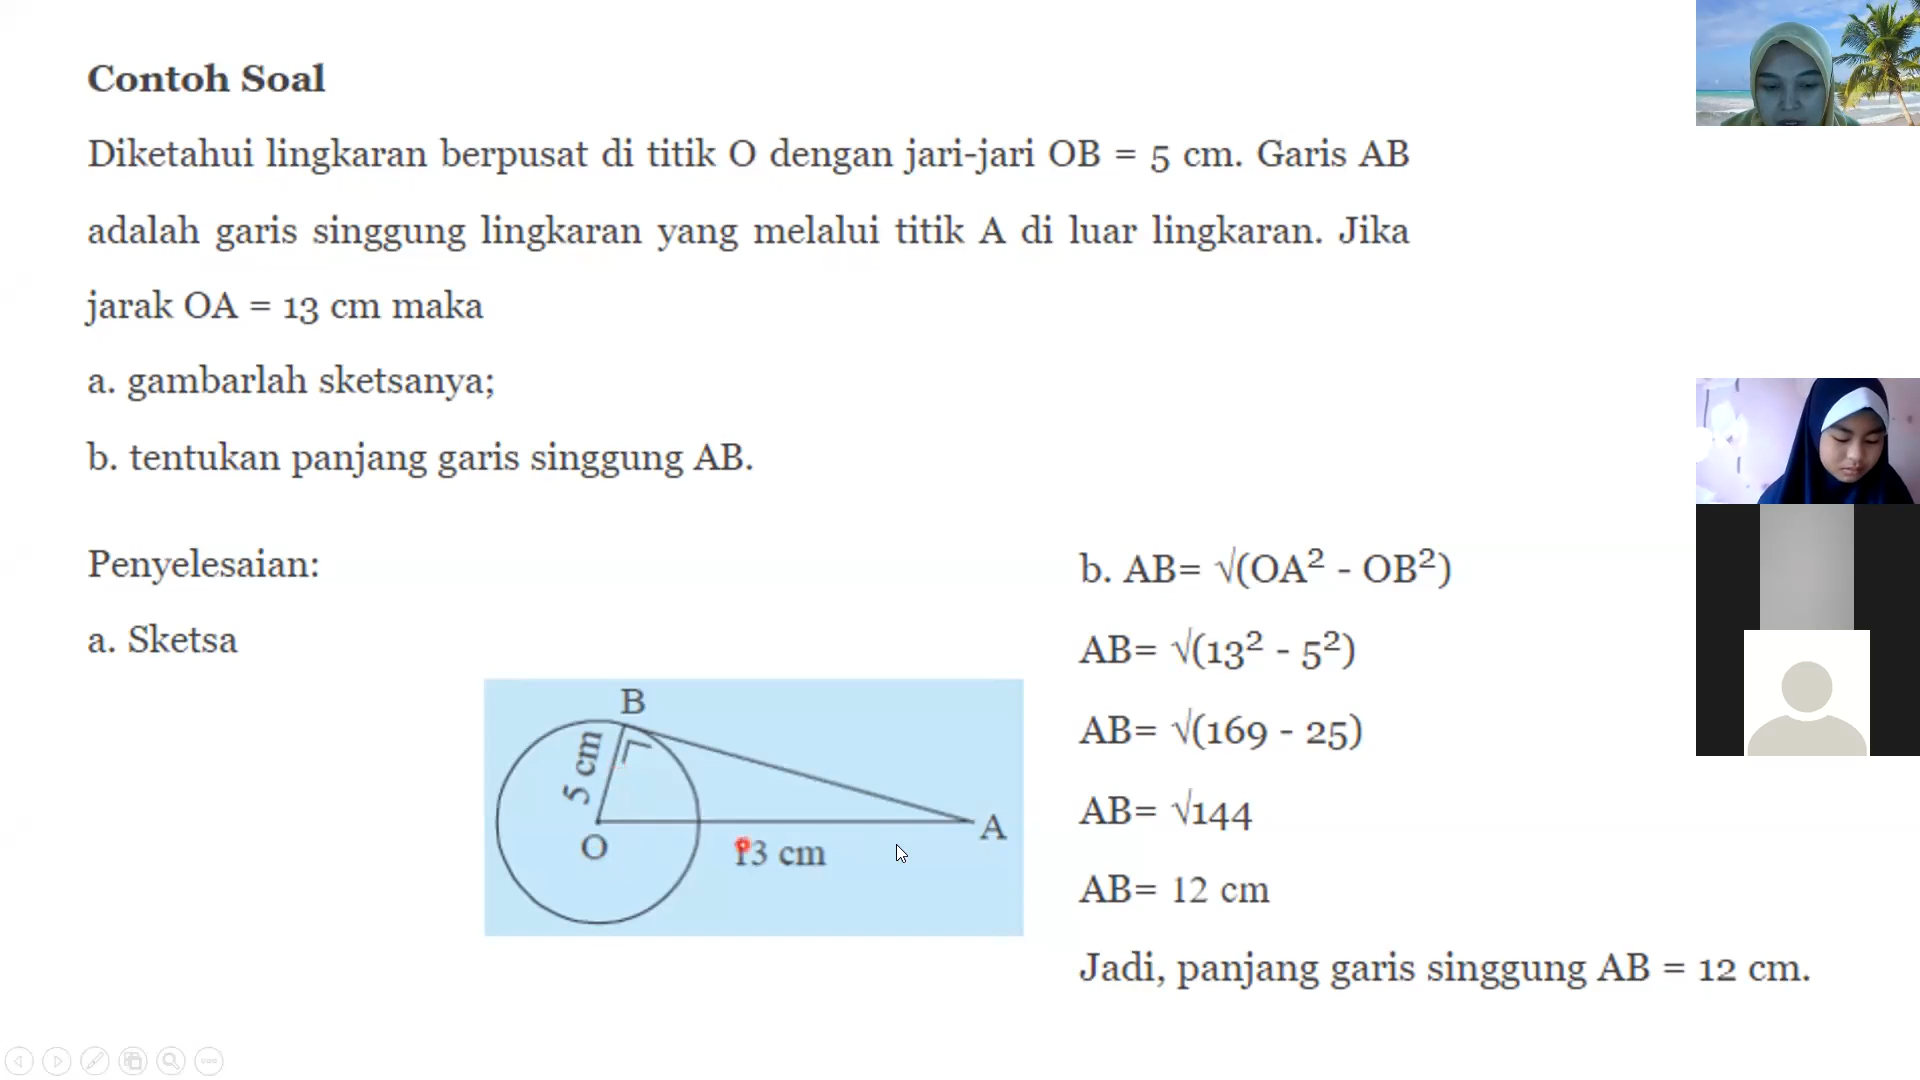 Contoh Soal
Diketahui lingkaran berpusat di titik O dengan jari-jari OB = 5 cm. Garis AB
adalah garis singgung lingkaran yang melalui titik A di luar lingkaran. Jika
jarak OA = 13 cm maka
a. gambarlah sketsanya;
b. tentukan panjang garis singgung AB.
Penyelesaian:
a. Sketsa
B
5 cm
O
13 cm
A
b. AB= √(OA² - OB²)
AB= √(13² - 5²)
AB= √(169 - 25)
AB= √144
AB= 12 cm
Jadi, panjang garis singgung AB = 12 cm.